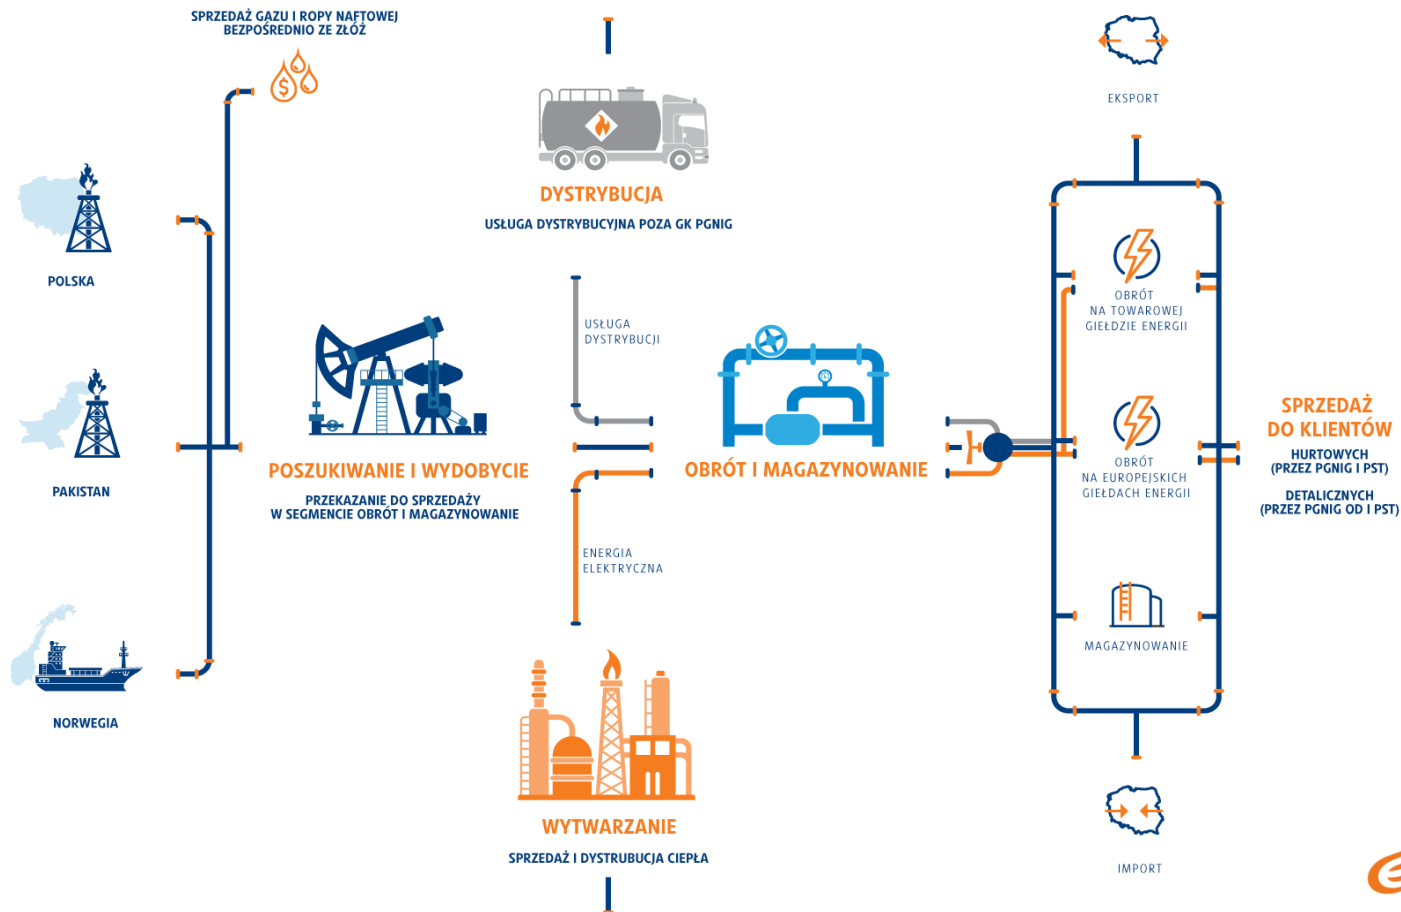 SPRZEDAŻ GAZU I ROPY NAFTOWEJ
BEZPOŚREDNIO ZE ZŁÓŻ
$
POLSKA
PAKISTAN
NORWEGIA
POSZUKIWANIE I WYDOBYCIE
PRZEKAZANIE DO SPRZEDAŻY
W SEGMENCIE OBRÓT I MAGAZYNOWANIE
DYSTRYBUCJA
USŁUGA DYSTRYBUCYJNA POZA GK PGNIG
USŁUGA
DYSTRYBUCJI
ENERGIA
ELEKTRYCZNA
WYTWARZANIE
SPRZEDAŻ I DYSTRUBUCJA CIEPŁA
OBRÓT I MAGAZYNOWANIE
EKSPORT
OBRÓT
NA TOWAROWEJ
GIEŁDZIE ENERGII
OBRÓT
NA EUROPEJSKICH
GIEŁDACH ENERGII
MAGAZYNOWANIE
IMPORT
SPRZEDAŻ
DO KLIENTÓW
HURTOWYCH
(PRZEZ PGNIG I PST)
DETALICZNYCH
(PRZEZ PGNIG OD I PST)